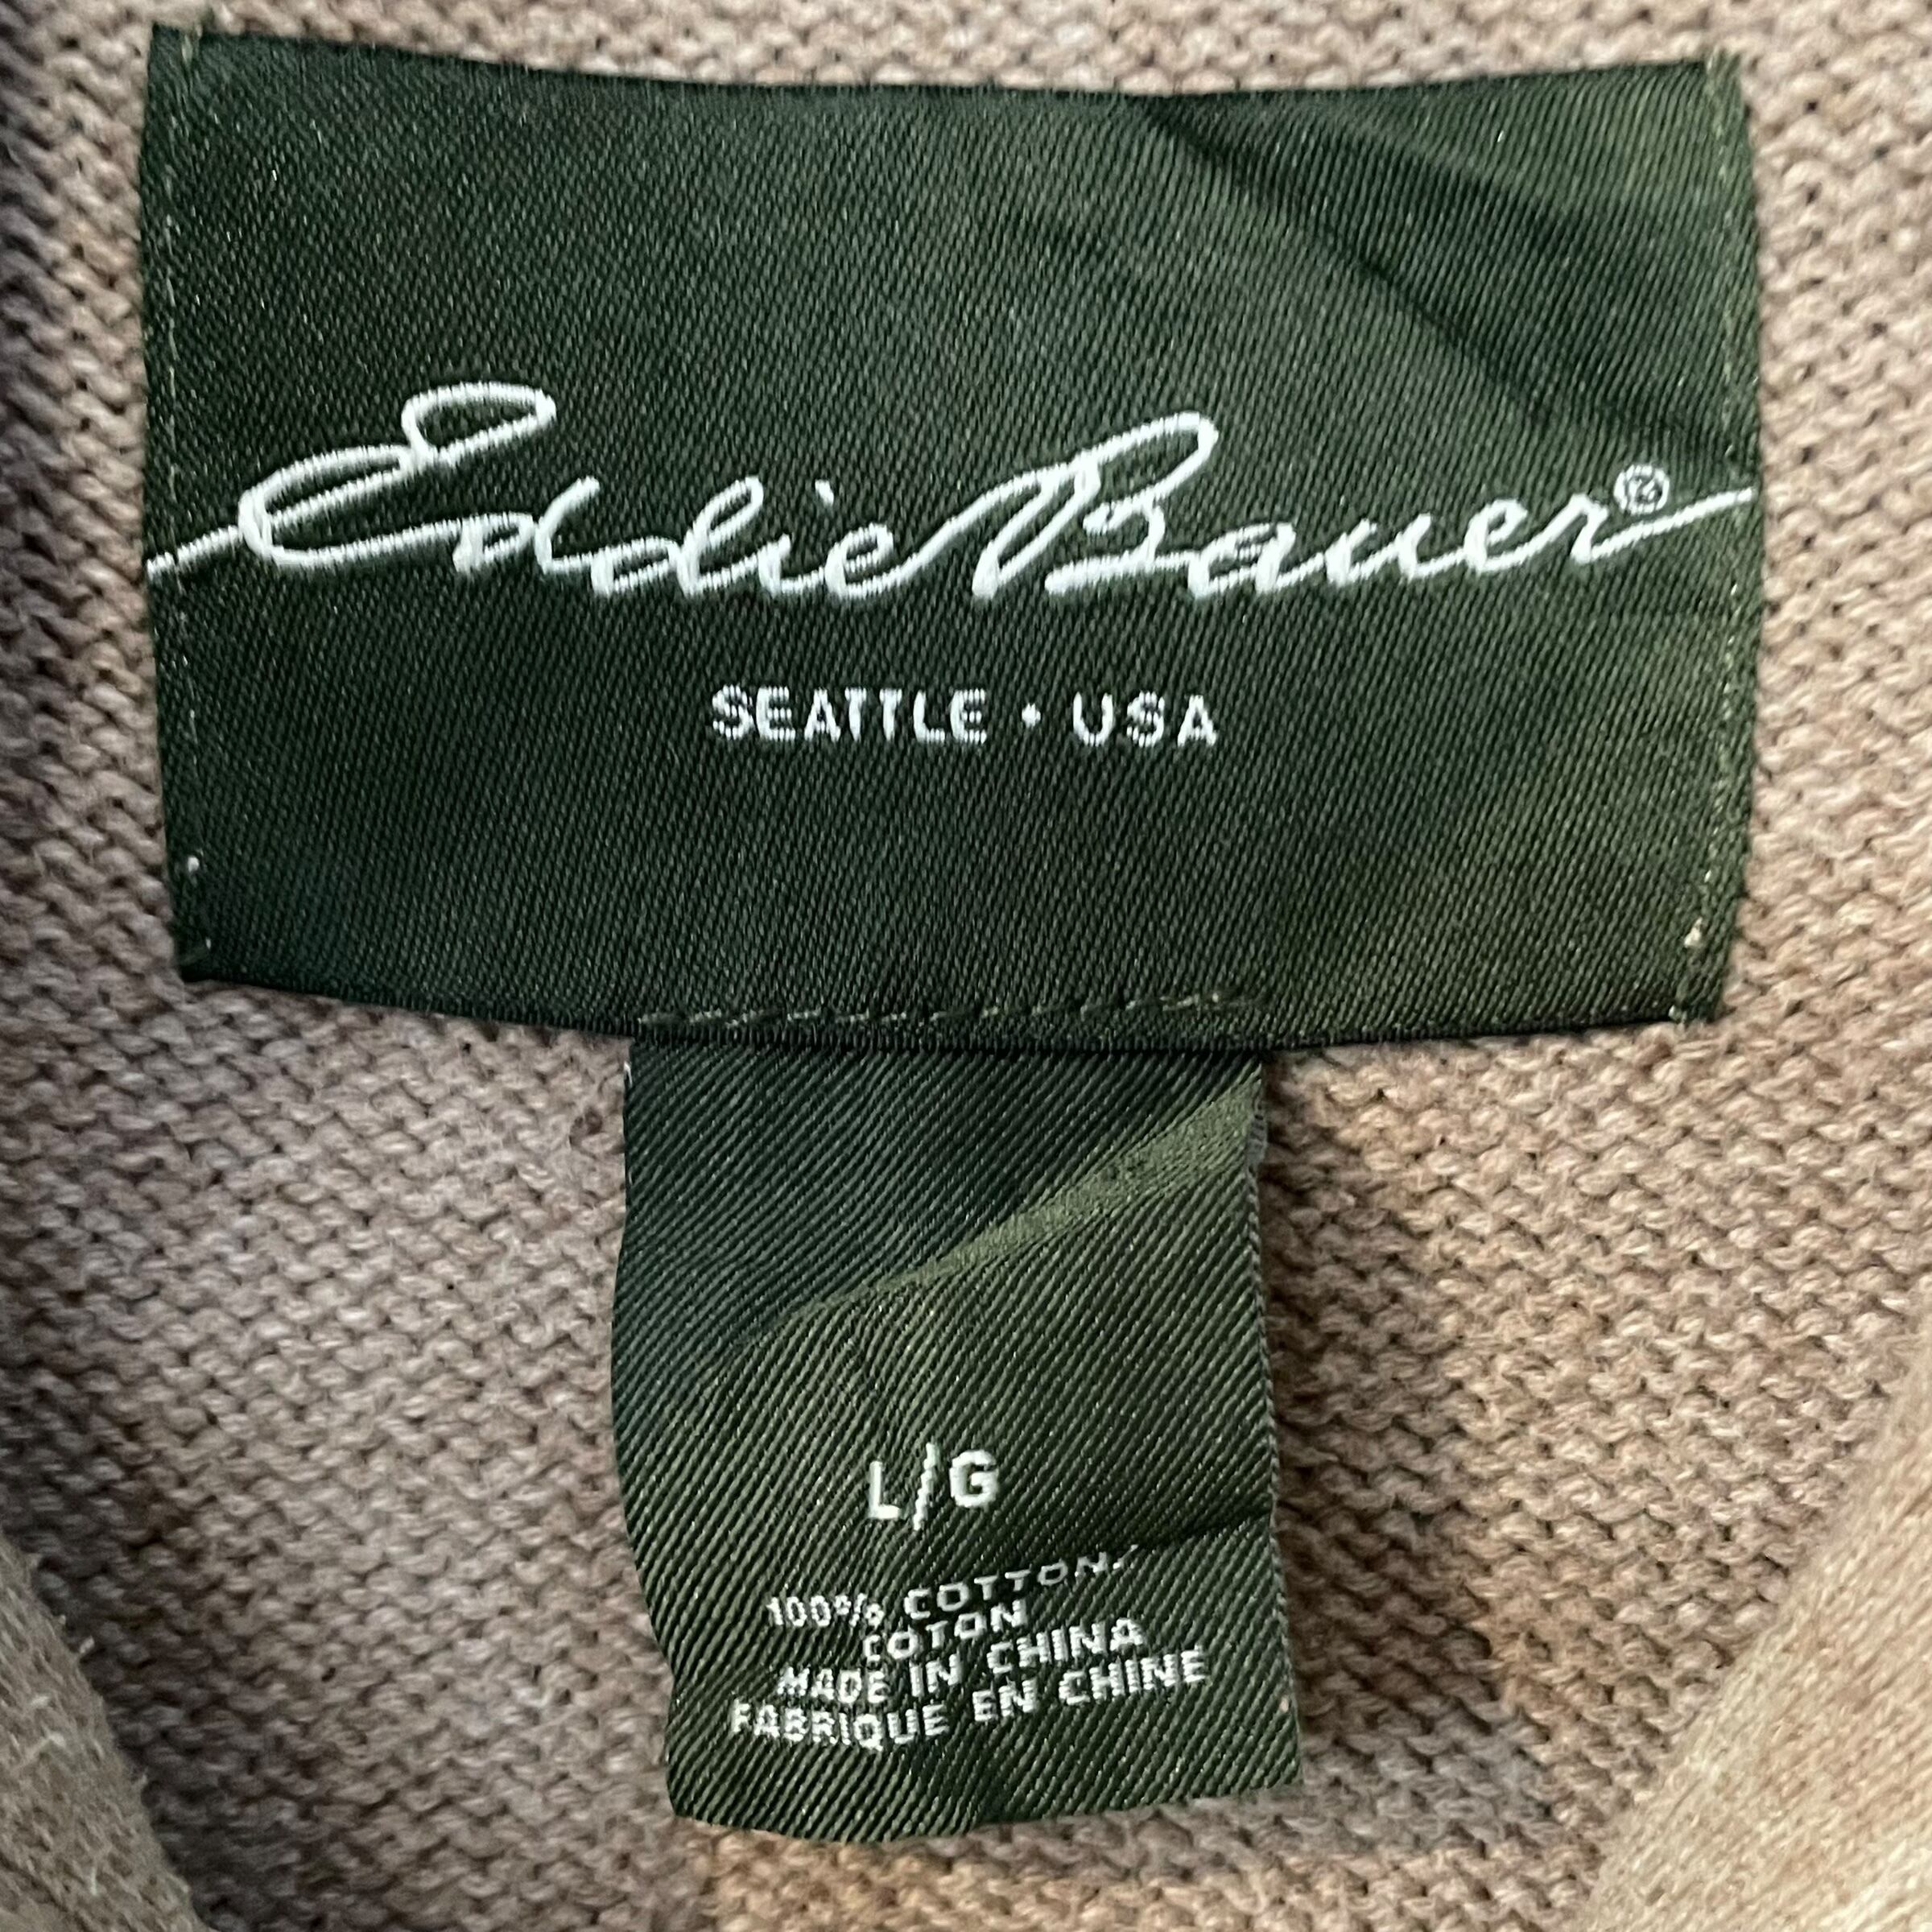 Eddie Bauer®
SEATTLE • USA
L/G
100% COTTON/
COTON
MADE IN CHINA
FABRIQUE EN CHINE